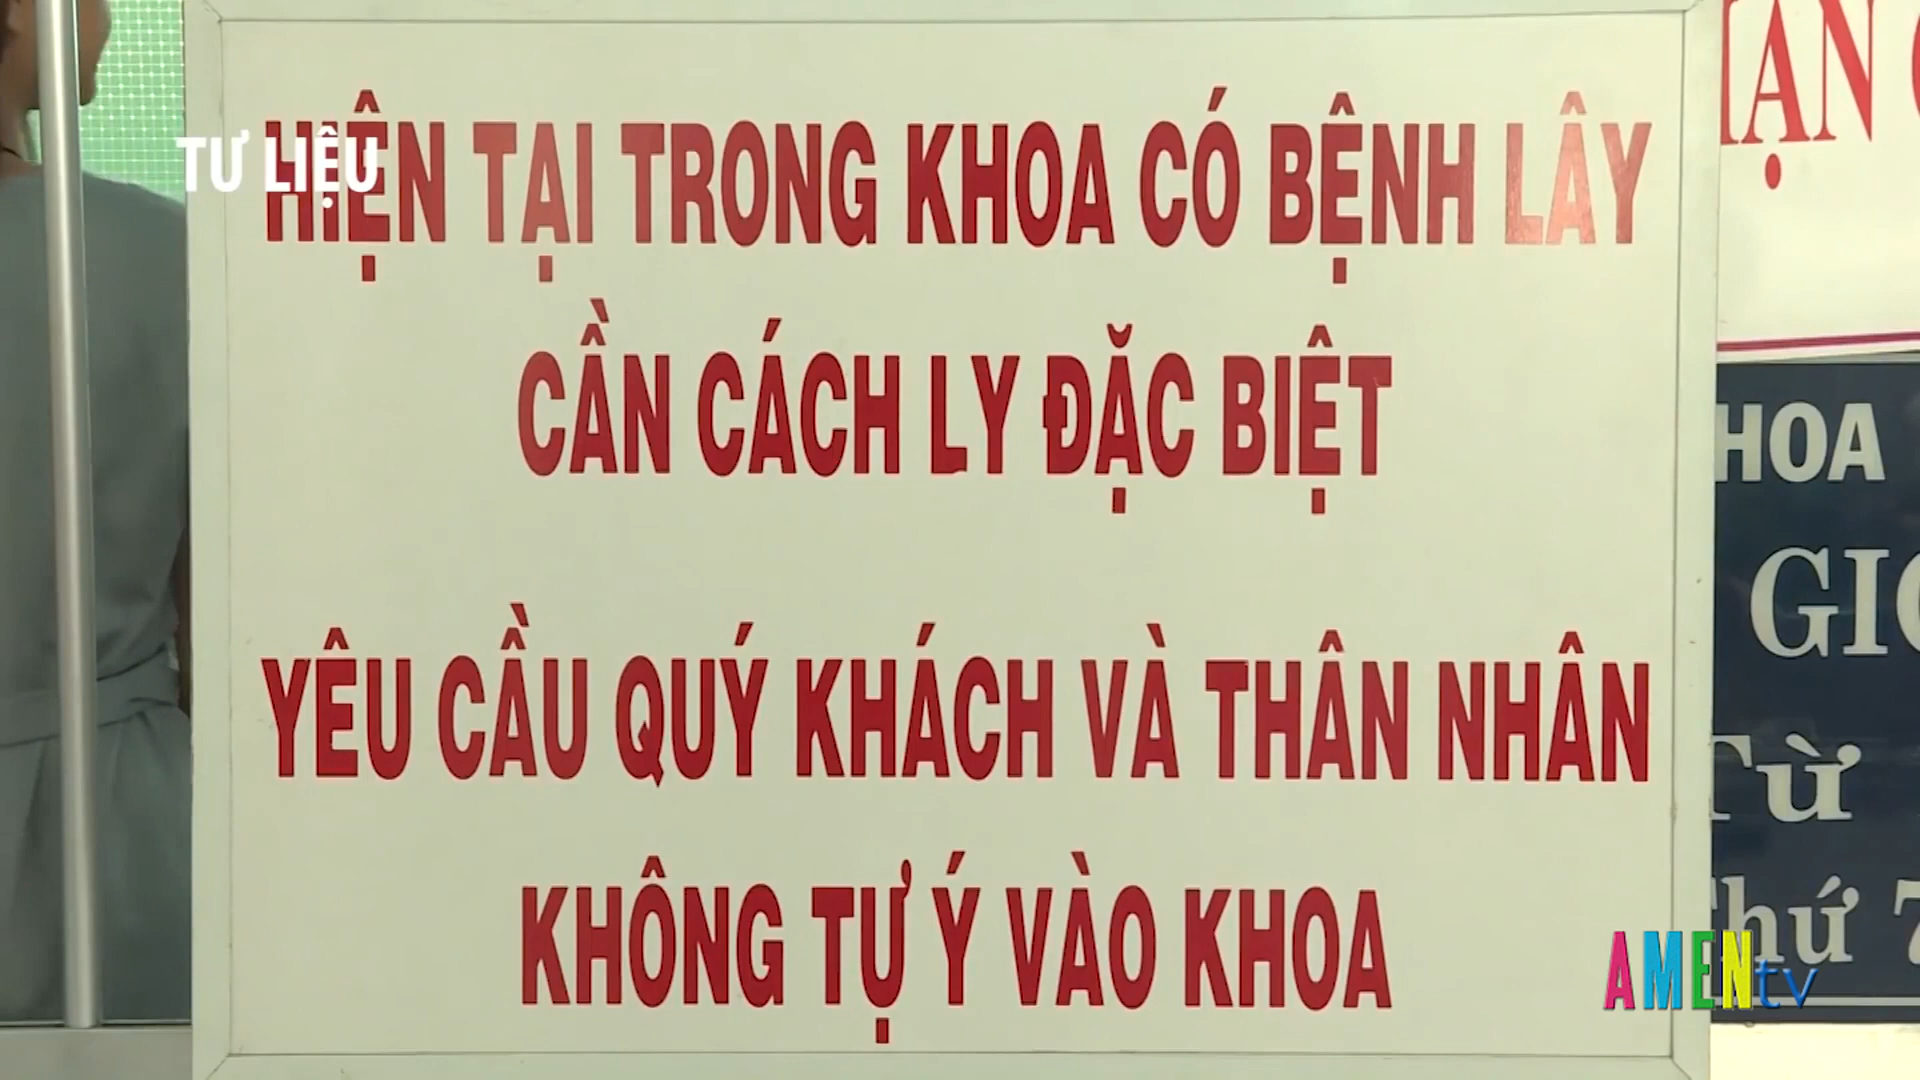 TƯ LIỆU
HIỆN TẠI TRONG KHOA CÓ BỆNH LÂY
CẦN CÁCH LY ĐẶC BIỆT
YÊU CẦU QUÝ KHÁCH VÀ THÂN NHÂN
KHÔNG TỰ Ý VÀO KHOA
HOA
Từ
Thứ 7
AMENtv